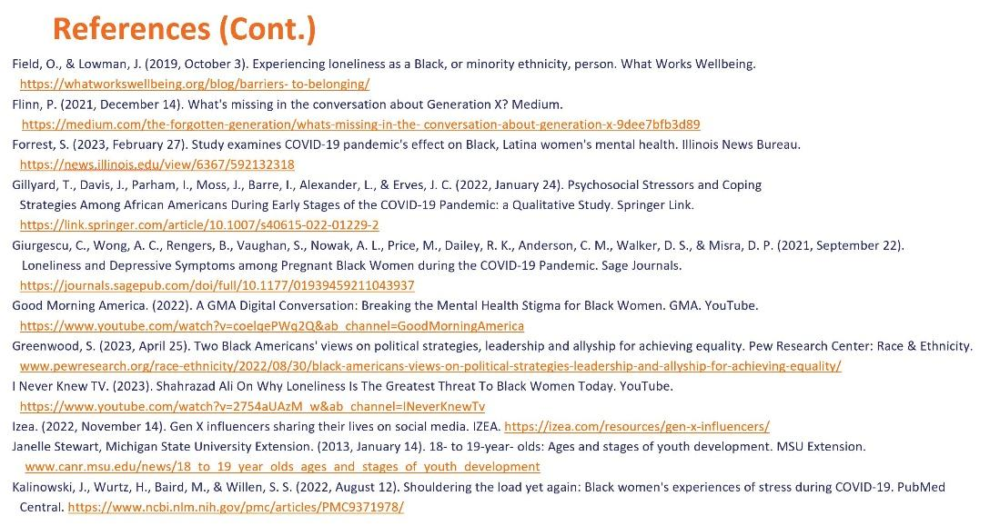 References (Cont.)
Field, O., & Lowman, J. (2019, October 3). Experiencing loneliness as a Black, or minority ethnicity, person. What Works Wellbeing.
https://whatworkswellbeing.org/blog/barriers- to-belonging/
Flinn, P. (2021, December 14). What's missing in the conversation about Generation X? Medium.
https://medium.com/the-forgotten-generation/whats-missing-in-the- conversation-about-generation-x-9dee7bfb3d89
Forrest, S. (2023, February 27). Study examines COVID-19 pandemic's effect on Black, Latina women's mental health. Illinois News Bureau.
https://news.illinois.edu/view/6367/592132318
Gillyard, T., Davis, J., Parham, I., Moss, J., Barre, I., Alexander, L., & Erves, J. C. (2022, January 24). Psychosocial Stressors and Coping
Strategies Among African Americans During Early Stages of the COVID-19 Pandemic: a Qualitative Study. Springer Link.
https://link.springer.com/article/10.1007/s40615-022-01229-2
Giurgescu, C., Wong, A. C., Rengers, B., Vaughan, S., Nowak, A. L., Price, M., Dailey, R. K., Anderson, C. M., Walker, D. S., & Misra, D. P. (2021, September 22).
Loneliness and Depressive Symptoms among Pregnant Black Women during the COVID-19 Pandemic. Sage Journals.
https://journals.sagepub.com/doi/full/10.1177/01939459211043937
Good Morning America. (2022). A GMA Digital Conversation: Breaking the Mental Health Stigma for Black Women. GMA. YouTube.
https://www.youtube.com/watch?v=coelqePWq2Q&ab_channel=GoodMorningAmerica
Greenwood, S. (2023, April 25). Two Black Americans' views on political strategies, leadership and allyship for achieving equality. Pew Research Center: Race & Ethnicity.
www.pewresearch.org/race-ethnicity/2022/08/30/black-americans-views-on-political-strategies-leadership-and-allyship-for-achieving-equality/
I Never Knew TV. (2023). Shahrazad Ali On Why Loneliness Is The Greatest Threat To Black Women Today. YouTube.
https://www.youtube.com/watch?v=2754aUAzM_w&ab_channel=INeverKnewTv
Izea. (2022, November 14). Gen X influencers sharing their lives on social media. IZEA. https://izea.com/resources/gen-x-influencers/
Janelle Stewart, Michigan State University Extension. (2013, January 14). 18- to 19-year- olds: Ages and stages of youth development. MSU Extension.
www.canr.msu.edu/news/18_to_19_year_olds_ages_and_stages_of_youth_development
Kalinowski, J., Wurtz, H., Baird, M., & Willen, S. S. (2022, August 12). Shouldering the load yet again: Black women's experiences of stress during COVID-19. PubMed
Central. https://www.ncbi.nlm.nih.gov/pmc/articles/PMC9371978/